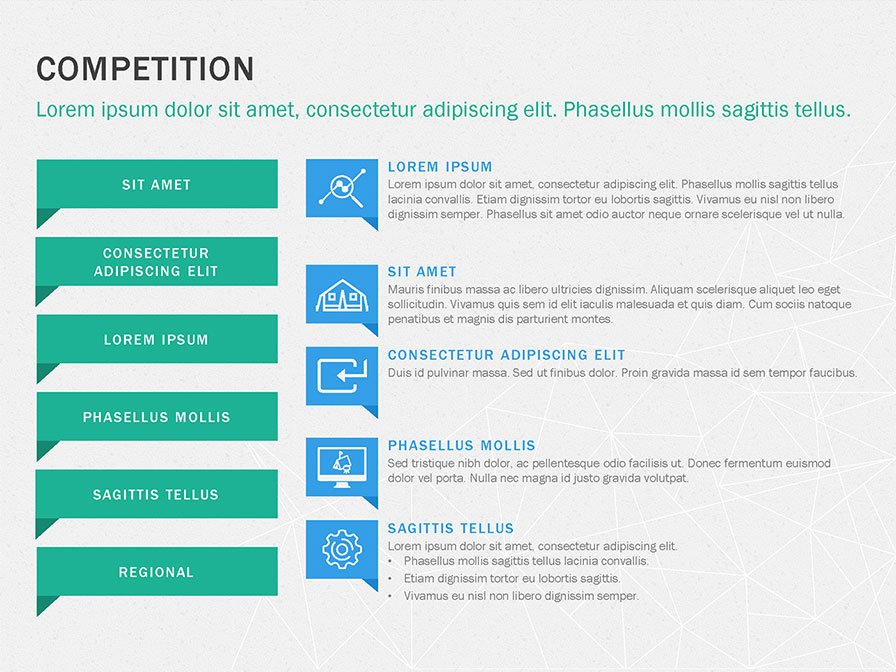 COMPETITION
Lorem ipsum dolor sit amet, consectetur adipiscing elit. Phasellus mollis sagittis tellus.
SIT AMET
CONSECTETUR
ADIPISCING ELIT
LOREM IPSUM
PHASELLUS MOLLIS
SAGITTIS TELLUS
REGIONAL
LOREM IPSUM
Lorem ipsum dolor sit amet, consectetur adipiscing elit. Phasellus mollis sagittis tellus
lacinia convallis. Etiam dignissim tortor eu lobortis sagittis. Vivamus eu nisl non libero
dignissim semper. Phasellus sit amet odio auctor neque ornare scelerisque vel ut nulla.
SIT AMET
Mauris finibus massa ac libero ultricies dignissim. Aliquam scelerisque aliquet leo eget
sollicitudin. Vivamus quis sem id elit iaculis malesuada et quis diam. Cum sociis natoque
penatibus et magnis dis parturient montes.
CONSECTETUR ADIPISCING ELIT
Duis id pulvinar massa. Sed ut finibus dolor. Proin gravida massa id sem tempor faucibus.
PHASELLUS MOLLIS
Sed tristique nibh dolor, ac pellentesque odio facilisis ut. Donec fermentum euismod
dolor vel porta. Nulla nec magna id justo gravida volutpat.
SAGITTIS TELLUS
Lorem ipsum dolor sit amet, consectetur adipiscing elit.
• Phasellus mollis sagittis tellus lacinia convallis.
• Etiam dignissim tortor eu lobortis sagittis.
• Vivamus eu nisl non libero dignissim semper.